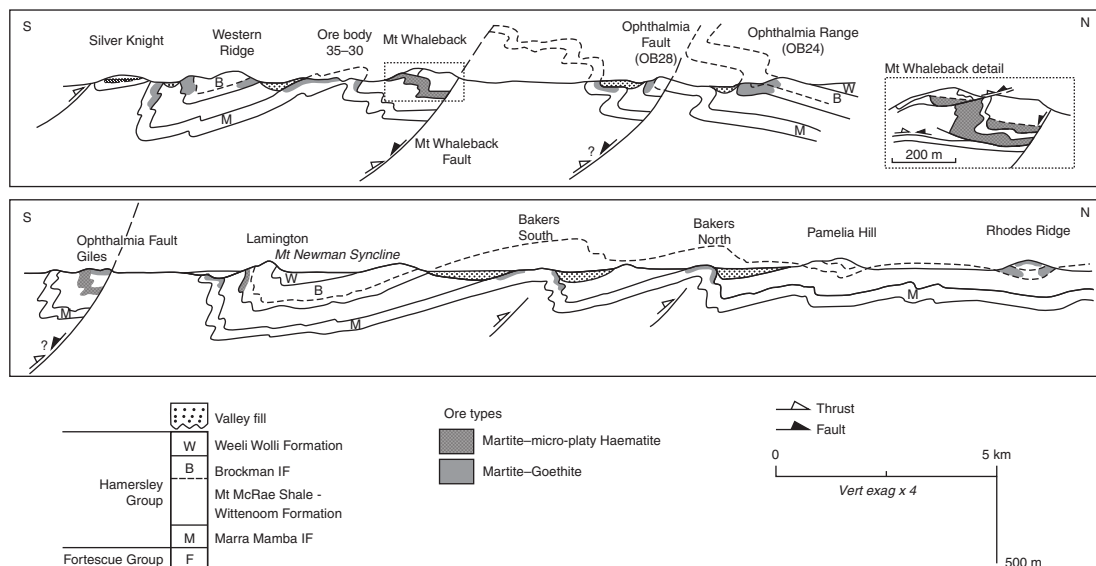 S
N
Silver Knight
Western
Ridge
Ore body
35–30
Mt Whaleback
Ophthalmia
Fault
(OB28)
Ophthalmia Range
(OB24)
Mt Whaleback detail
B
M
W
B
M
?
Mt Whaleback
Fault
200 m
S
N
Ophthalmia Fault
Giles
Lamington
Mt Newman Syncline
Bakers
South
Bakers
North
Pamelia Hill
Rhodes Ridge
W
B
M
M
M
?
Valley fill
Hamersley
Group
W Weeli Wolli Formation
B Brockman IF
Mt McRae Shale -
Wittenoom Formation
M Marra Mamba IF
Fortescue Group F
Ore types
Martite–micro-platy Haematite
Martite–Goethite
Thrust
Fault
0 5 km
Vert exag x 4
500 m